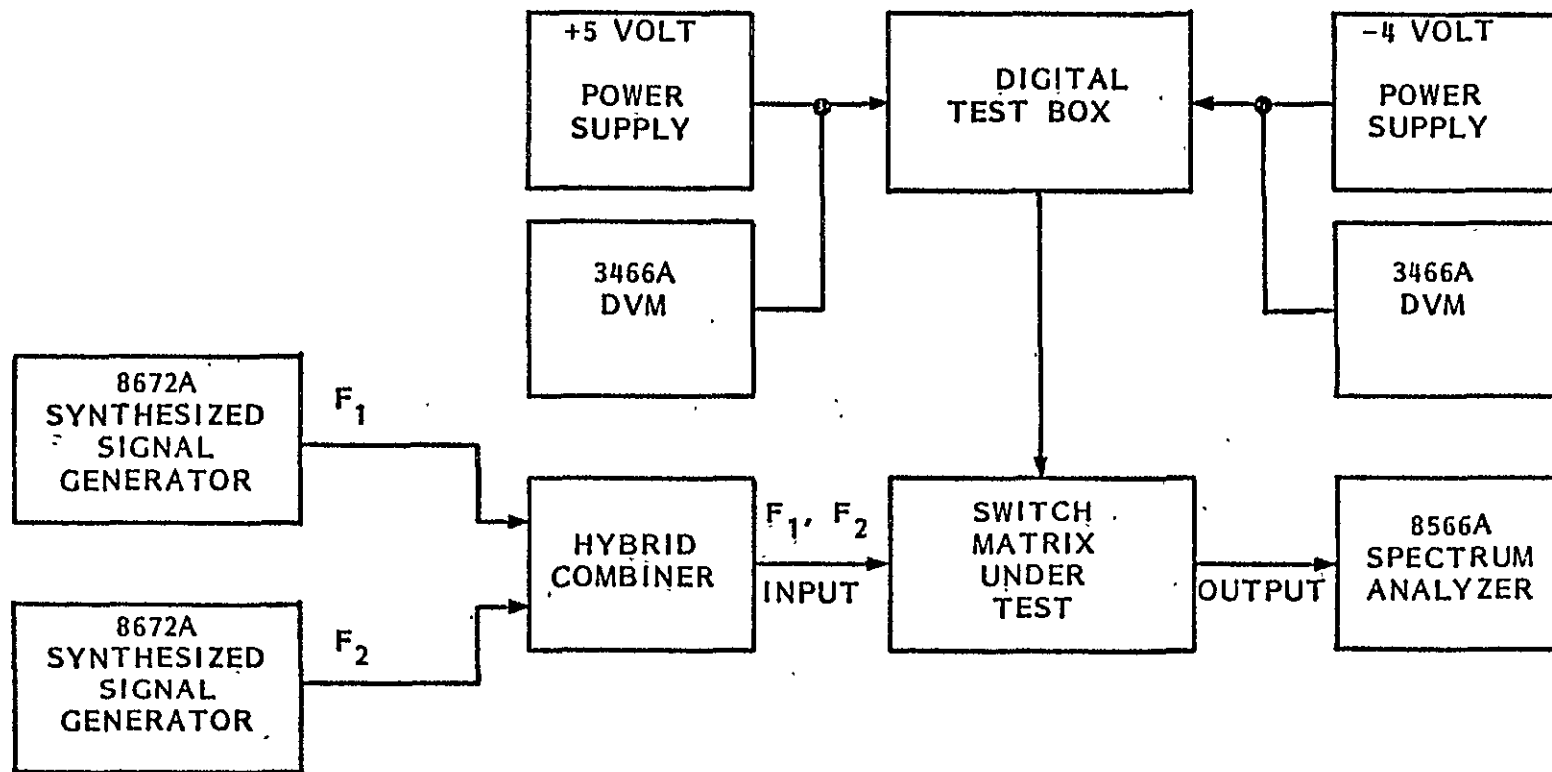 +5 VOLT
POWER
SUPPLY
DIGITAL
TEST BOX
-4 VOLT
POWER
SUPPLY
3466A
DVM
3466A
DVM
8672A
SYNTHESIZED
SIGNAL
GENERATOR
F1
8672A
SYNTHESIZED
SIGNAL
GENERATOR
F2
HYBRID
COMBINER
F1, F2
INPUT
SWITCH
MATRIX
UNDER
TEST
OUTPUT
8566A
SPECTRUM
ANALYZER